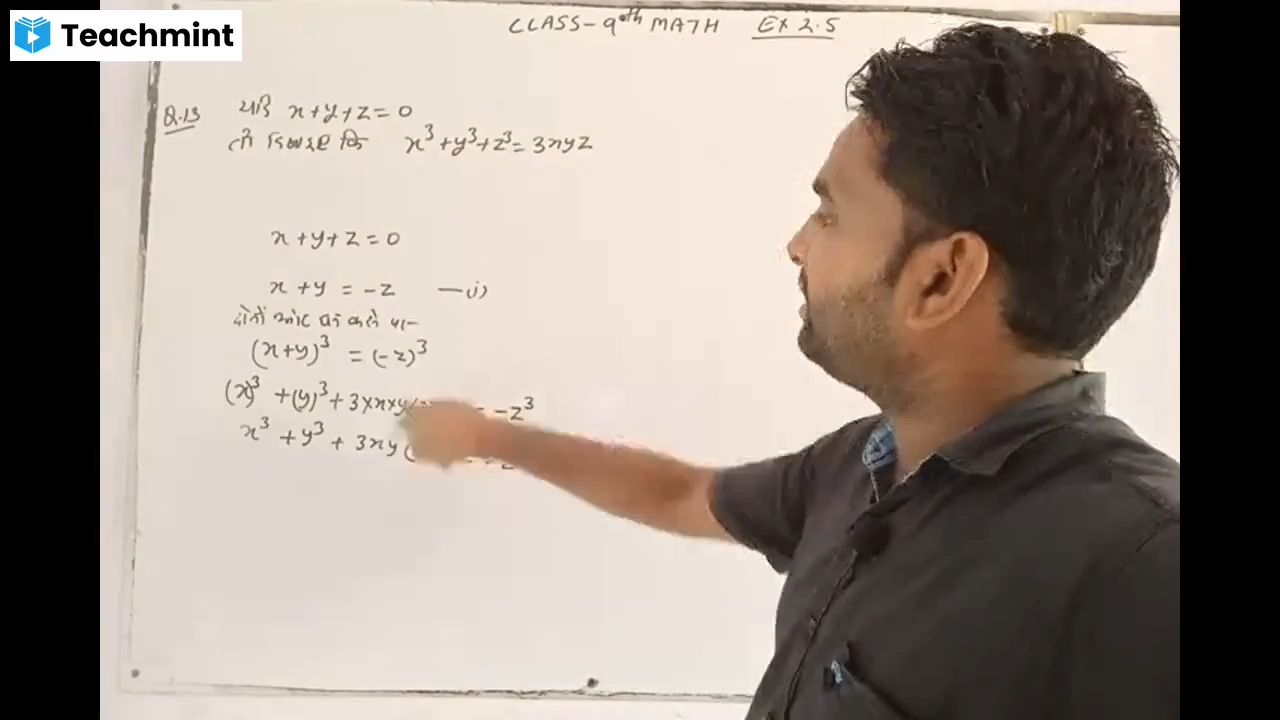 Teachmint
CLASS-9th MATH EX 2.5
Q.13 यदि x+y+z=0
तो दिखाइए कि x³+y³+z³=3xyz
x+y+z=0
x+y=-z —(i)
दोनों ओर घन करने पर-
(x+y)³ =(-z)³
(x)³ +(y)³+3×x×y = -z³
x³ +y³ + 3xy( = -z